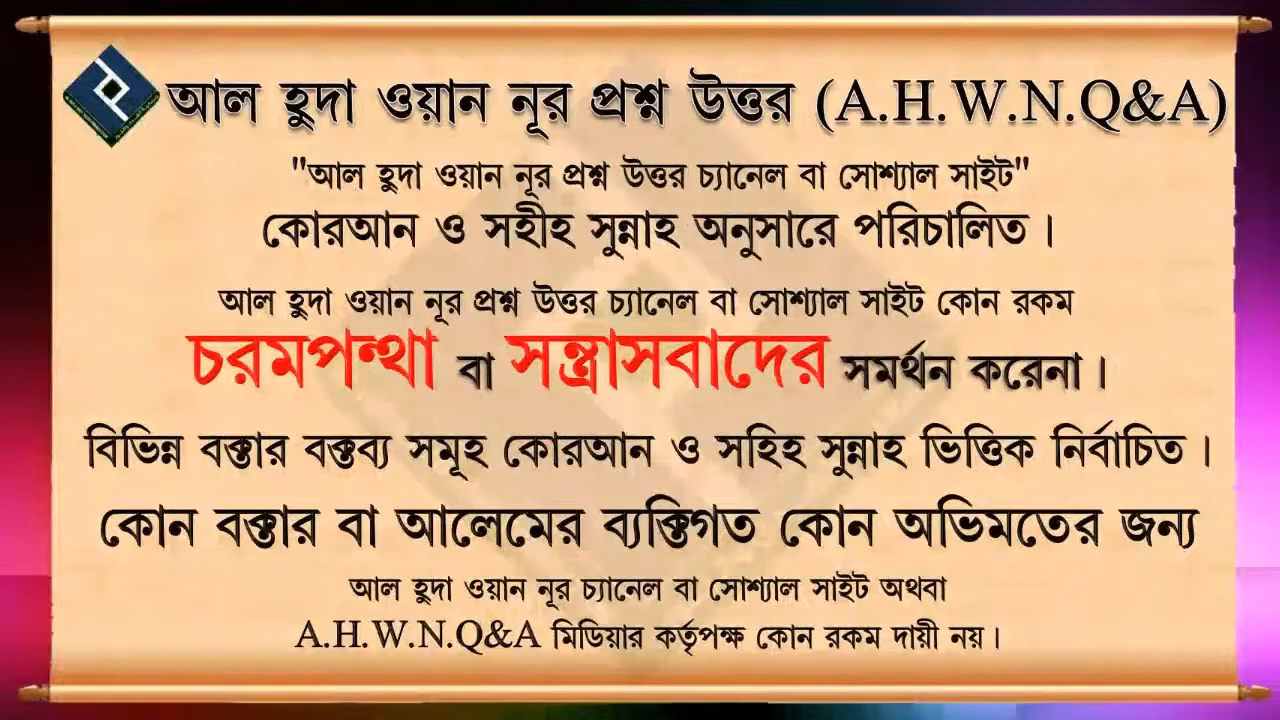 আল হুদা ওয়ান নূর প্রশ্ন উত্তর (A.H.W.N.Q&A)
"আল হুদা ওয়ান নূর প্রশ্ন উত্তর চ্যানেল বা সোশ্যাল সাইট"
কোরআন ও সহীহ সুন্নাহ অনুসারে পরিচালিত।
আল হুদা ওয়ান নূর প্রশ্ন উত্তর চ্যানেল বা সোশ্যাল সাইট কোন রকম
চরমপন্থা বা সন্ত্রাসবাদের সমর্থন করেনা।
বিভিন্ন বক্তার বক্তব্য সমূহ কোরআন ও সহিহ সুন্নাহ ভিত্তিক নির্বাচিত।
কোন বক্তার বা আলেমের ব্যক্তিগত কোন অভিমতের জন্য
আল হুদা ওয়ান নূর চ্যানেল বা সোশ্যাল সাইট অথবা
A.H.W.N.Q&A মিডিয়ার কর্তৃপক্ষ কোন রকম দায়ী নয়।